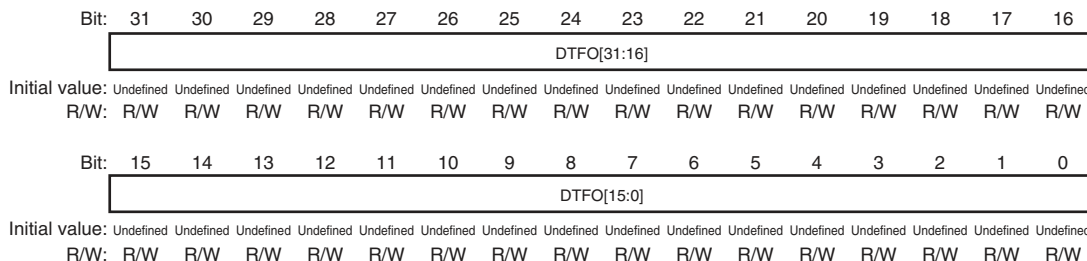 Bit: 31 30 29 28 27 26 25 24 23 22 21 20 19 18 17 16
DTFO[31:16]
Initial value: Undefined Undefined Undefined Undefined Undefined Undefined Undefined Undefined Undefined Undefined Undefined Undefined Undefined Undefined Undefined Undefined
R/W: R/W R/W R/W R/W R/W R/W R/W R/W R/W R/W R/W R/W R/W R/W R/W R/W
Bit: 15 14 13 12 11 10 9 8 7 6 5 4 3 2 1 0
DTFO[15:0]
Initial value: Undefined Undefined Undefined Undefined Undefined Undefined Undefined Undefined Undefined Undefined Undefined Undefined Undefined Undefined Undefined Undefined
R/W: R/W R/W R/W R/W R/W R/W R/W R/W R/W R/W R/W R/W R/W R/W R/W R/W